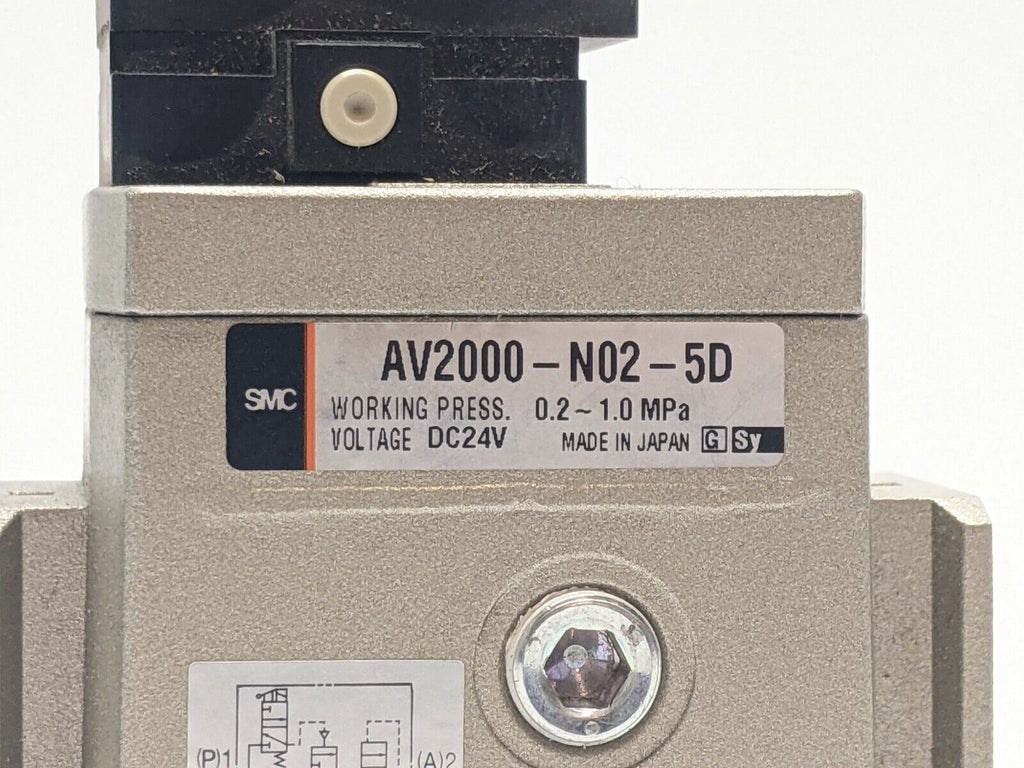 SMC
AV2000-N02-5D
WORKING PRESS. 0.2~1.0 MPa
VOLTAGE DC24V MADE IN JAPAN G Sy
(P)1 (A)2